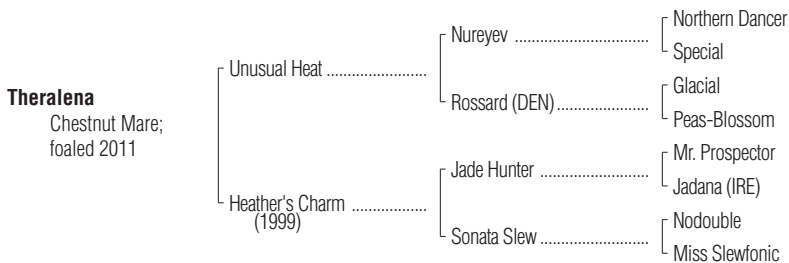 Theralena
Chestnut Mare;
foaled 2011
Unusual Heat ........................
Heather's Charm ..................
(1999)
Nureyev ................................
Rossard (DEN)......................
Jade Hunter ..........................
Sonata Slew ..........................
Northern Dancer
Special
Glacial
Peas-Blossom
Mr. Prospector
Jadana (IRE)
Nodouble
Miss Slewfonic